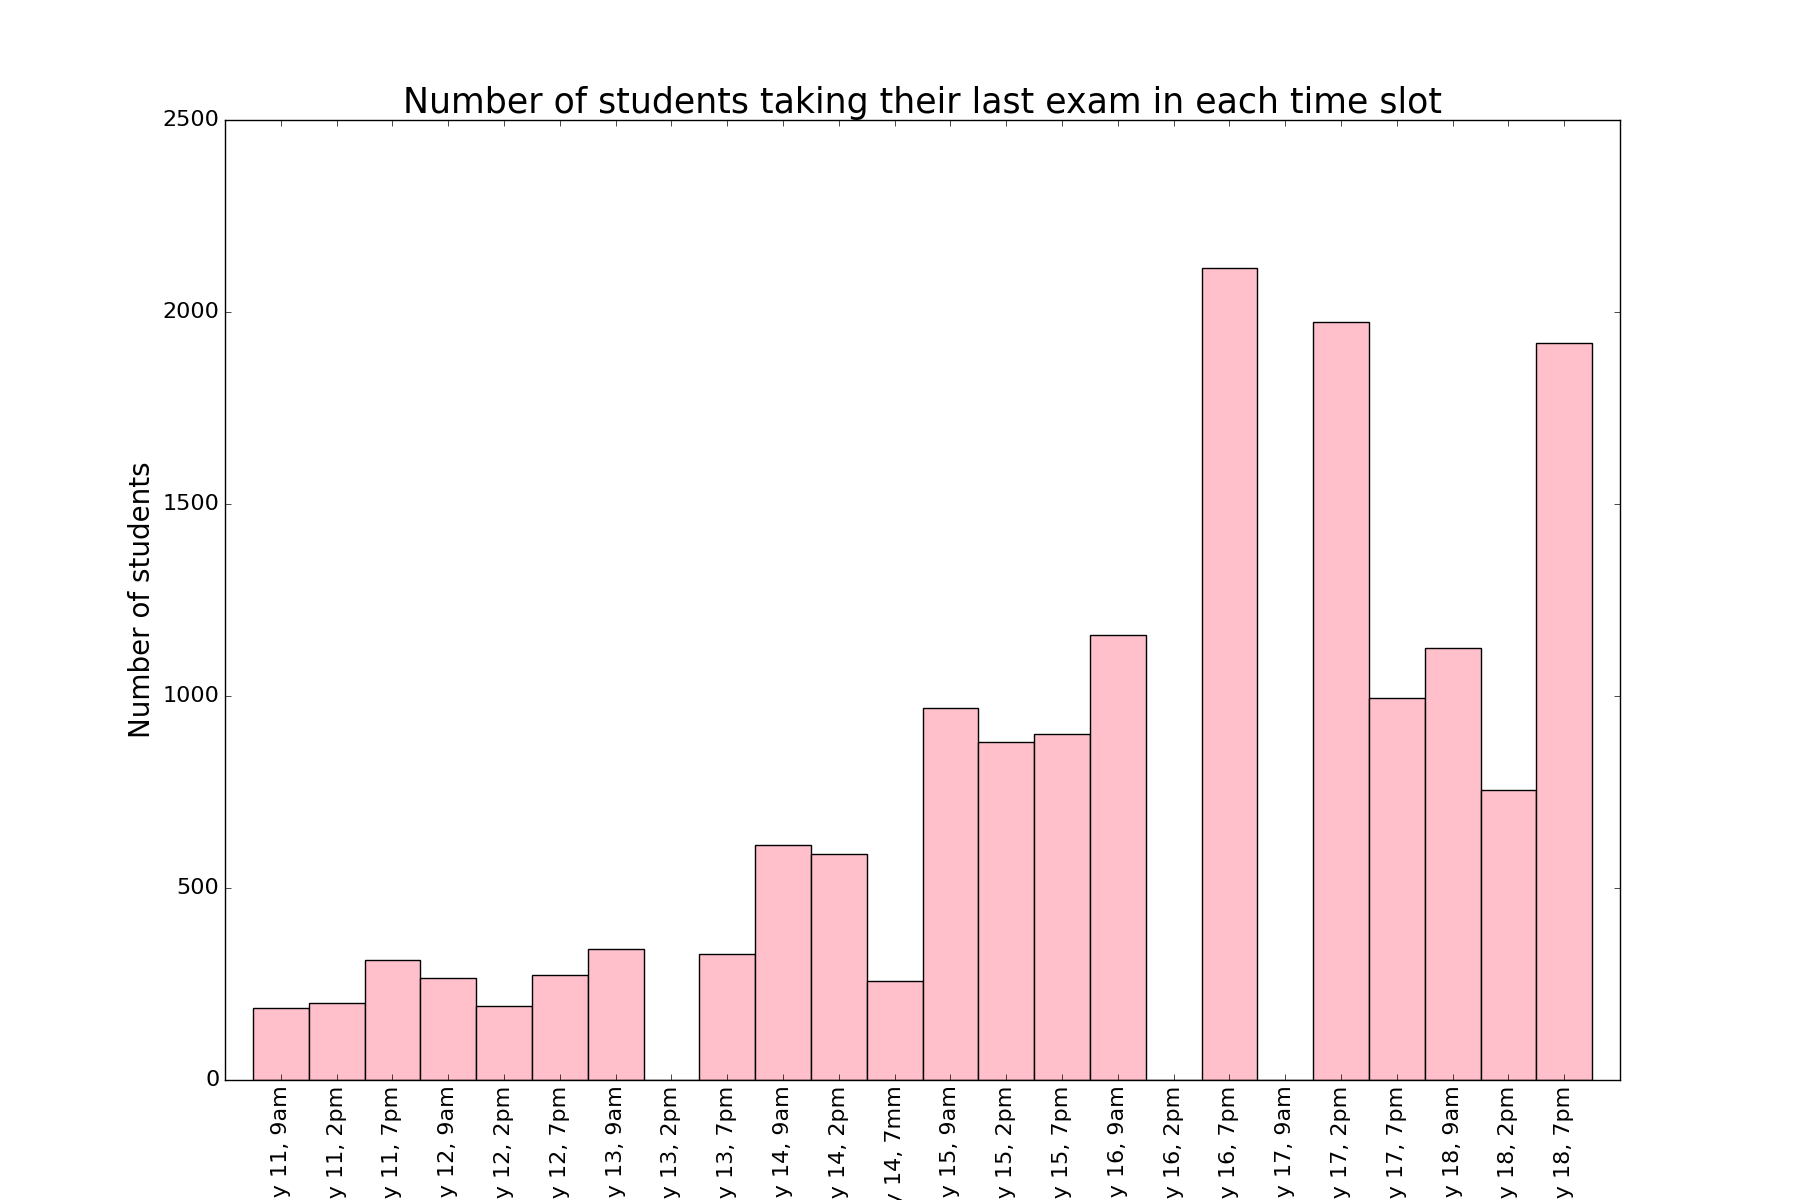 Number of students taking their last exam in each time slot
Number of students
2500
2000
1500
1000
500
0
y 11, 9am
y 11, 2pm
y 11, 7pm
y 12, 9am
y 12, 2pm
y 12, 7pm
y 13, 9am
y 13, 2pm
y 13, 7pm
y 14, 9am
y 14, 2pm
y 14, 7mm
y 15, 9am
y 15, 2pm
y 15, 7pm
y 16, 9am
y 16, 2pm
y 16, 7pm
y 17, 9am
y 17, 2pm
y 17, 7pm
y 18, 9am
y 18, 2pm
y 18, 7pm